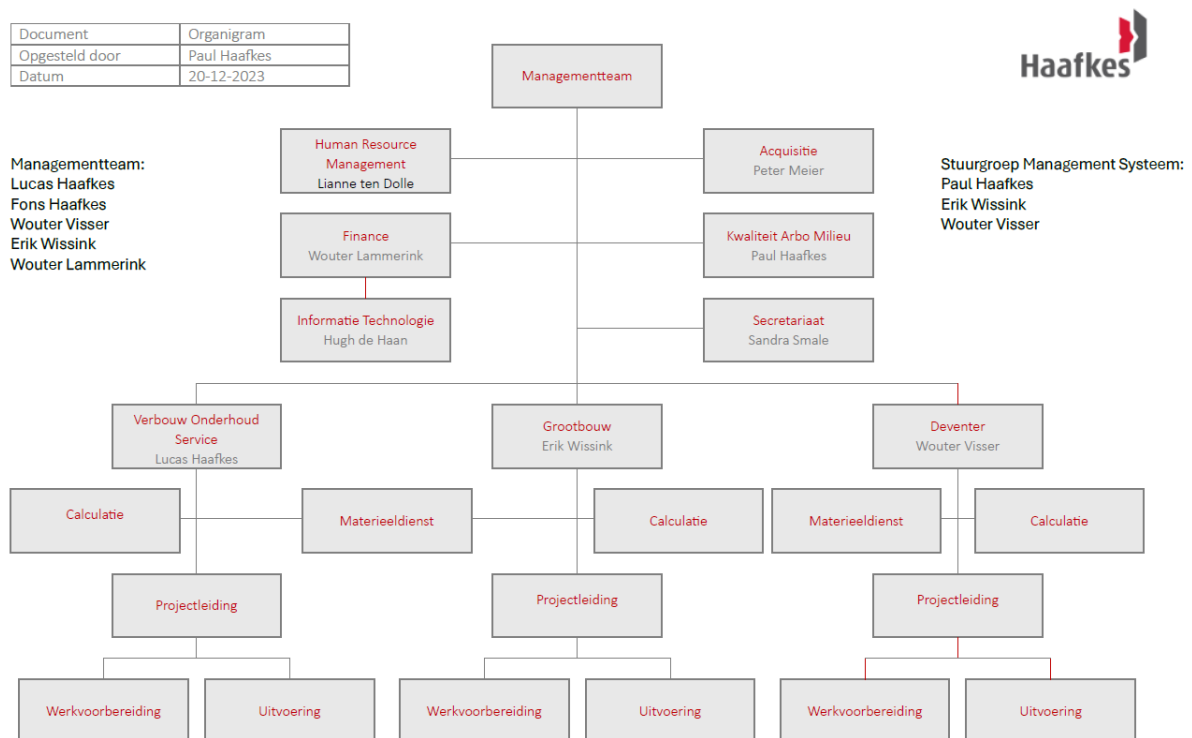 Document Organigram
Opgesteld door Paul Haafkes
Datum 20-12-2023
Haafkes
Managementteam
Managementteam:
Lucas Haafkes
Fons Haafkes
Wouter Visser
Erik Wissink
Wouter Lammerink
Human Resource
Management
Lianne ten Dolle
Acquisitie
Peter Meier
Stuurgroep Management Systeem:
Paul Haafkes
Erik Wissink
Wouter Visser
Finance
Wouter Lammerink
Kwaliteit Arbo Milieu
Paul Haafkes
Informatie Technologie
Hugh de Haan
Secretariaat
Sandra Smale
Verbouw Onderhoud
Service
Lucas Haafkes
Grootbouw
Erik Wissink
Deventer
Wouter Visser
Calculatie
Materieeldienst
Calculatie
Materieeldienst
Calculatie
Projectleiding
Projectleiding
Projectleiding
Werkvoorbereiding
Uitvoering
Werkvoorbereiding
Uitvoering
Werkvoorbereiding
Uitvoering